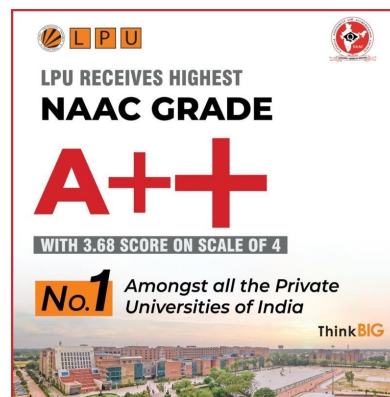 LPU
LPU RECEIVES HIGHEST
NAAC GRADE
A++
WITH 3.68 SCORE ON SCALE OF 4
No.1 Amongst all the Private
Universities of India
ThinkBIG